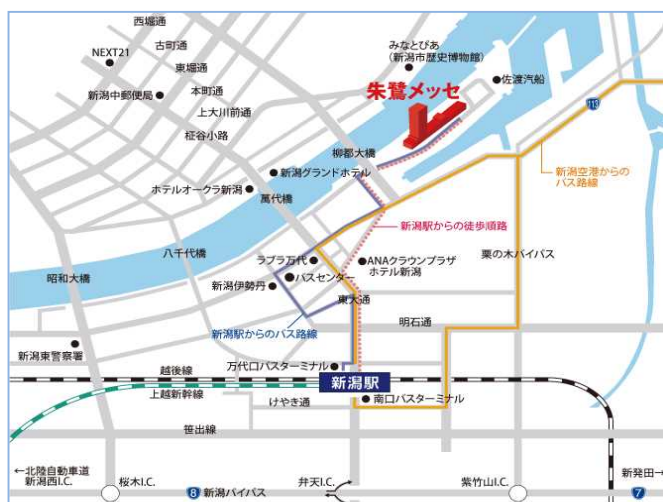 西堀通
NEXT21
古町通
みなとぴあ
(新潟市歴史博物館)
東堀通
佐渡汽船
新潟中郵便局
本町通
朱鷺メッセ
上大川前通
113
柾谷小路
柳都大橋
新潟空港からの
バス路線
新潟グランドホテル
ホテルオークラ新潟
萬代橋
新潟駅からの徒歩順路
八千代橋
栗の木バイパス
ラブラ万代
ANAクラウンプラザ
ホテル新潟
昭和大橋
バスセンター
新潟伊勢丹
東大通
新潟駅からのバス路線
明石通
新潟東警察署
万代口バスターミナル
越後線
新潟駅
上越新幹線
けやき通
南口バスターミナル
笹出線
←北陸自動車道
新潟西I.C.
桜木I.C.
8
新潟バイパス
弁天I.C.
紫竹山I.C.
新発田→
7